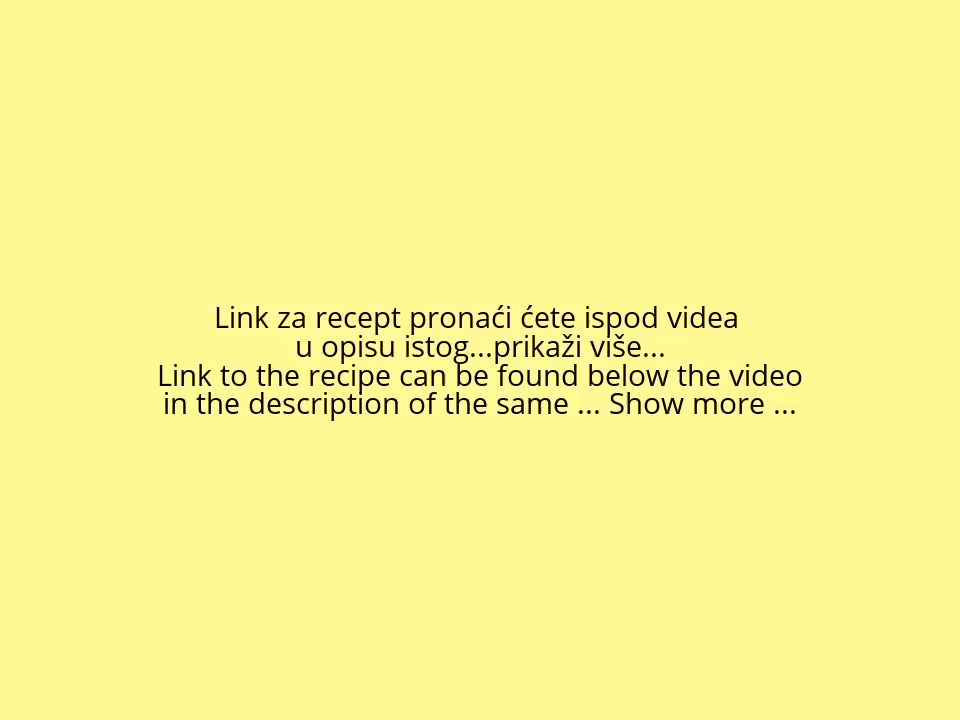 Link za recept pronaći ćete ispod videa
u opisu istog...prikaži više...
Link to the recipe can be found below the video
in the description of the same ... Show more ...